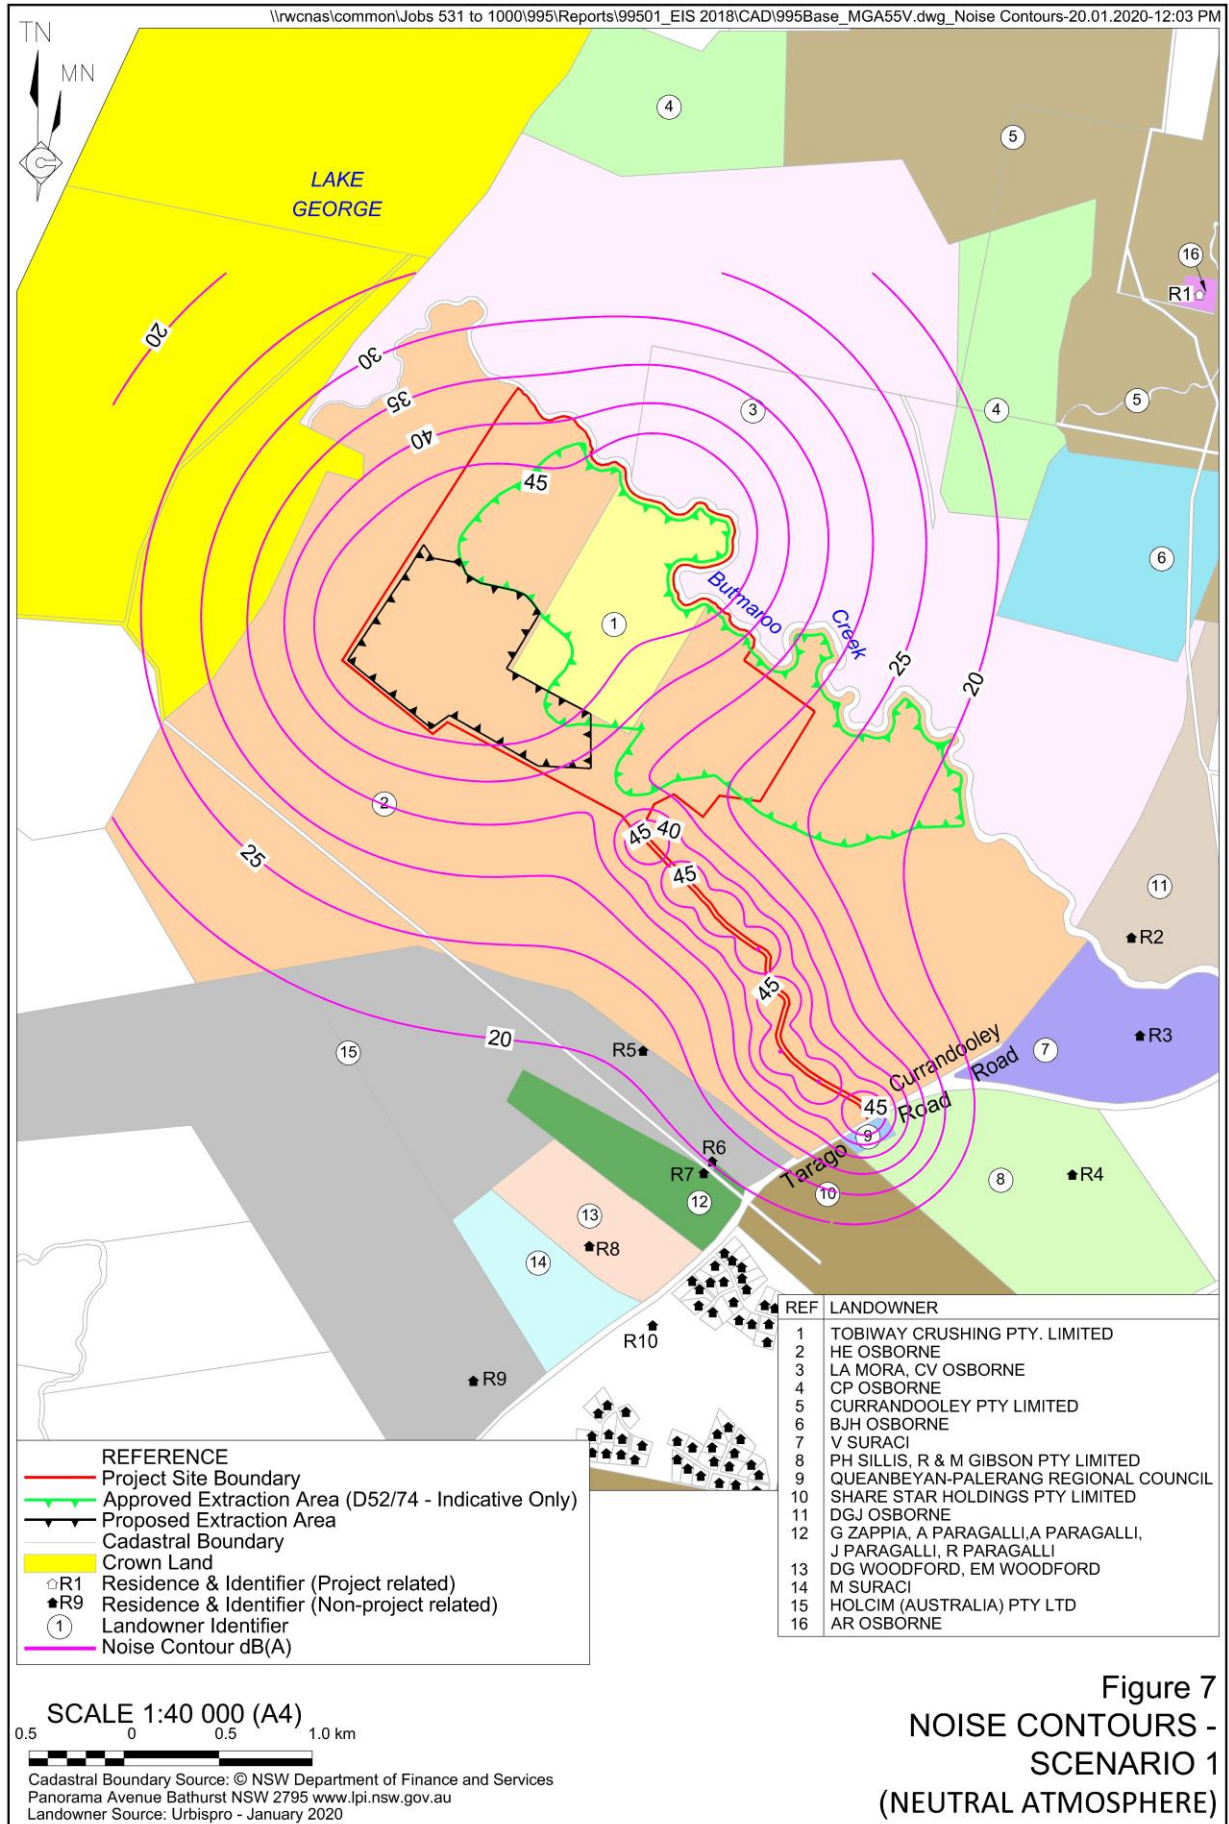 \\rwcnas\common\Jobs 531 to 1000\995\Reports\99501_EIS 2018\CAD\995Base_MGA55V.dwg_Noise Contours-20.01.2020-12:03 PM
TN
MN
4
5
LAKE
GEORGE
16
R1
20
30
35
40
45
3
4
5
6
Butmaroo
Creek
1
25
20
2
45
40
45
25
11
R2
45
20
15
R5
Currandooley
Road
7
R3
45
Road
9
Tarago
R6
R7
12
10
8
R4
13
R8
14
R10
R9
REF LANDOWNER
1 TOBIWAY CRUSHING PTY. LIMITED
2 HE OSBORNE
3 LA MORA, CV OSBORNE
4 CP OSBORNE
5 CURRANDOOLEY PTY LIMITED
6 BJH OSBORNE
7 V SURACI
8 PH SILLIS, R & M GIBSON PTY LIMITED
9 QUEANBEYAN-PALERANG REGIONAL COUNCIL
10 SHARE STAR HOLDINGS PTY LIMITED
11 DGJ OSBORNE
12 G ZAPPIA, A PARAGALLI,A PARAGALLI,
J PARAGALLI, R PARAGALLI
13 DG WOODFORD, EM WOODFORD
14 M SURACI
15 HOLCIM (AUSTRALIA) PTY LTD
16 AR OSBORNE
REFERENCE
Project Site Boundary
Approved Extraction Area (D52/74 - Indicative Only)
Proposed Extraction Area
Cadastral Boundary
Crown Land
R1 Residence & Identifier (Project related)
R9 Residence & Identifier (Non-project related)
1 Landowner Identifier
Noise Contour dB(A)
SCALE 1:40 000 (A4)
0.5 0 0.5 1.0 km
Cadastral Boundary Source: © NSW Department of Finance and Services
Panorama Avenue Bathurst NSW 2795 www.lpi.nsw.gov.au
Landowner Source: Urbispro - January 2020
Figure 7
NOISE CONTOURS -
SCENARIO 1
(NEUTRAL ATMOSPHERE)